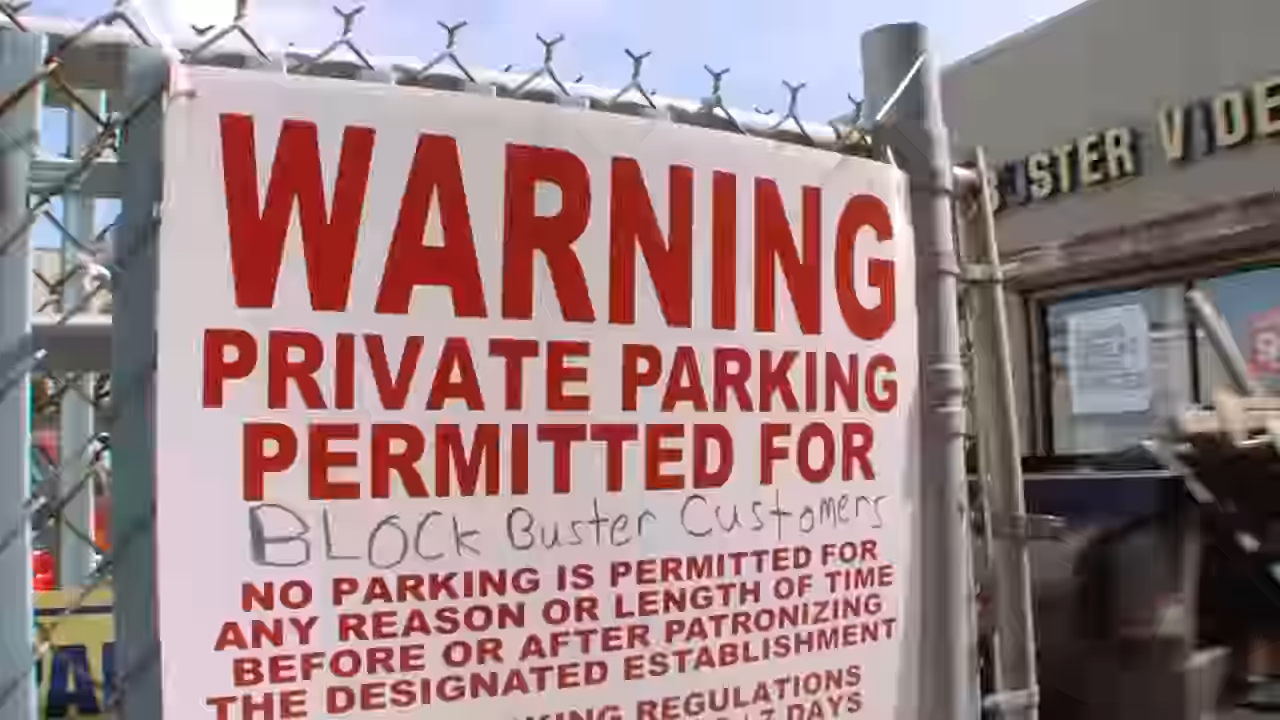 WARNING
PRIVATE PARKING
PERMITTED FOR
BLOCK Buster Customers
NO PARKING IS PERMITTED FOR
ANY REASON OR LENGTH OF TIME
BEFORE OR AFTER PATRONIZING
THE DESIGNATED ESTABLISHMENT
REGULATIONS
7 DAYS
USTER VIDE